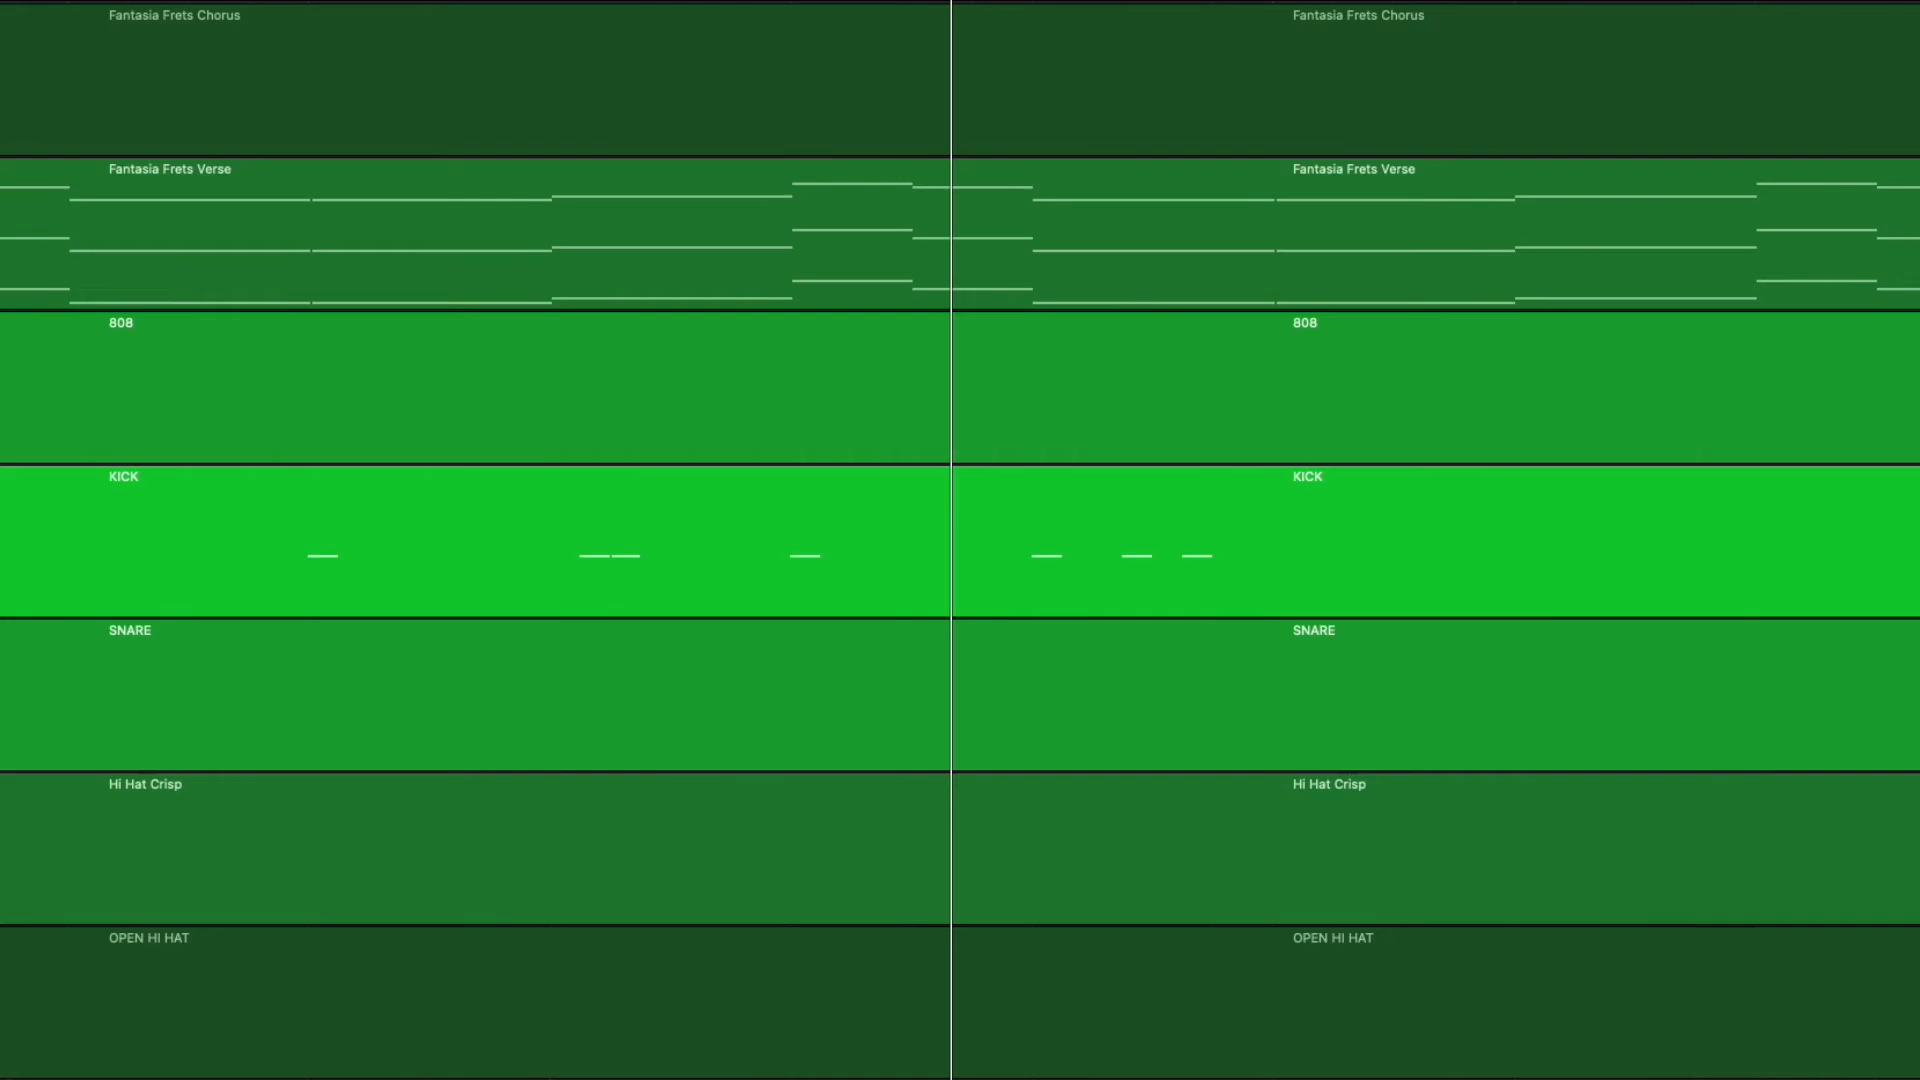 Fantasia Frets Chorus Fantasia Frets Chorus
Fantasia Frets Verse Fantasia Frets Verse
808 808
KICK KICK
SNARE SNARE
Hi Hat Crisp Hi Hat Crisp
OPEN HI HAT OPEN HI HAT